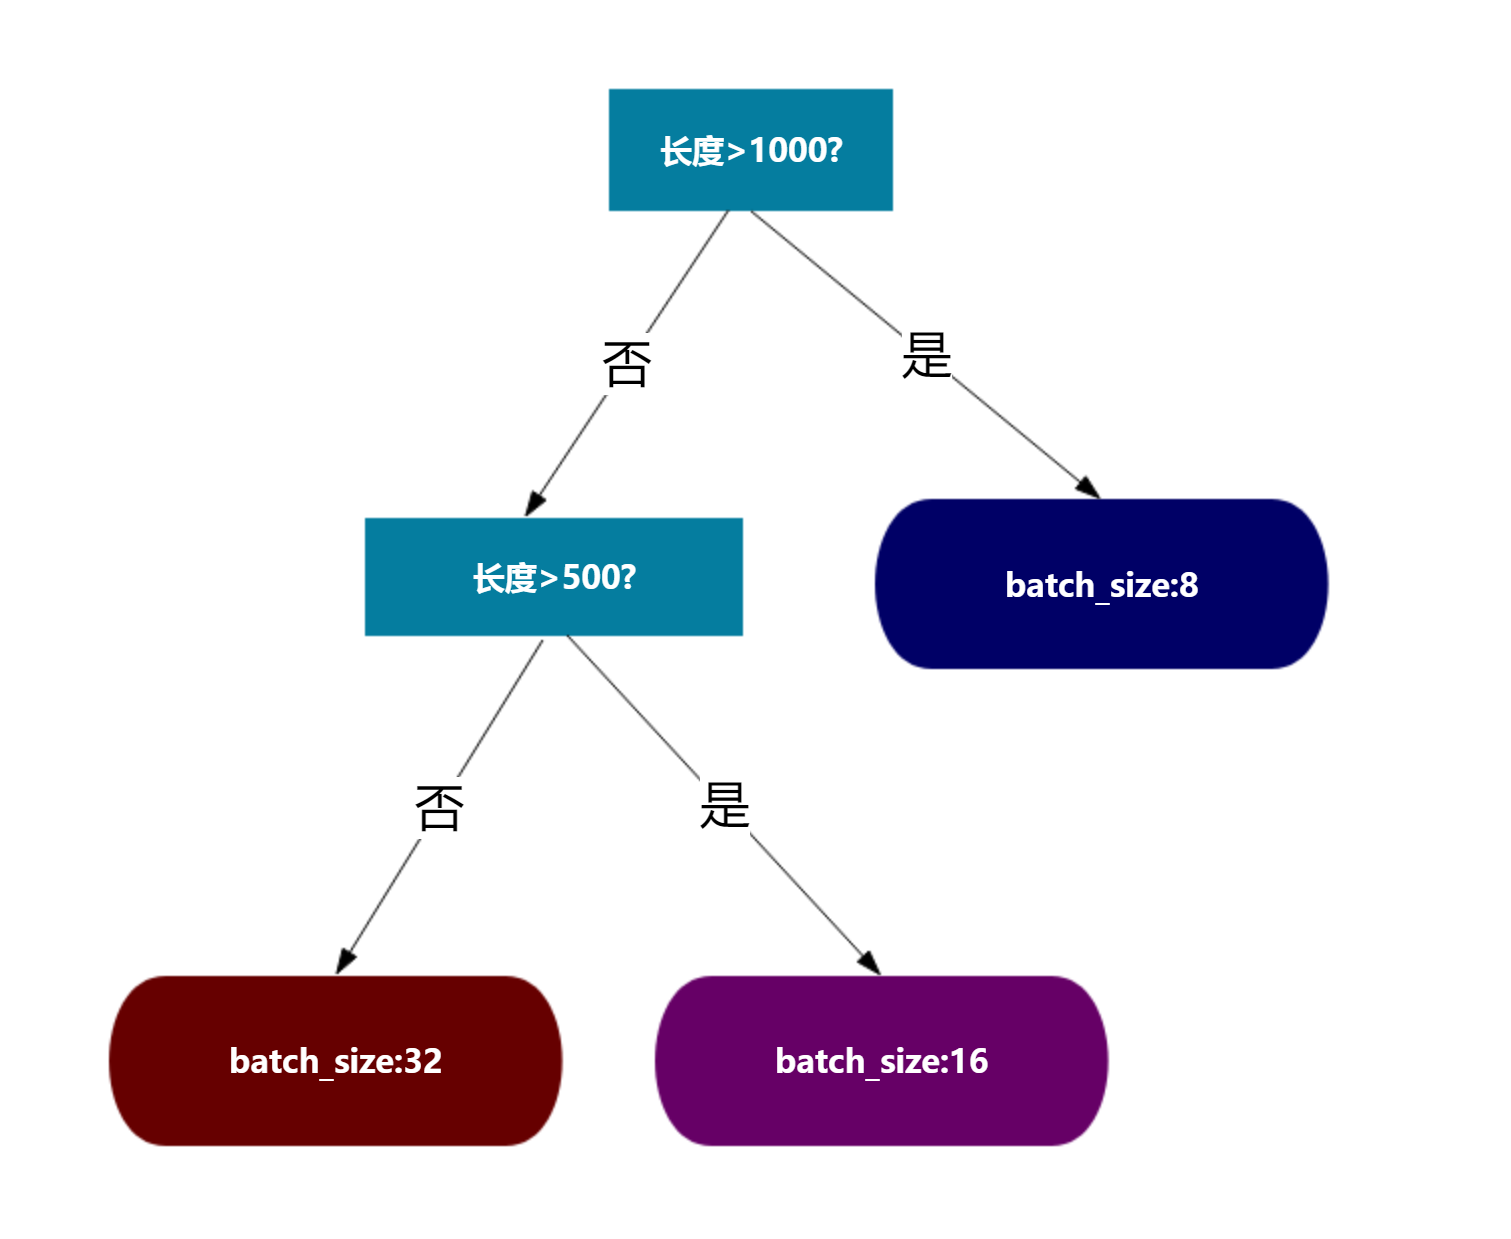 长度>1000?
否
是
长度>500?
batch_size:8
否
是
batch_size:32
batch_size:16